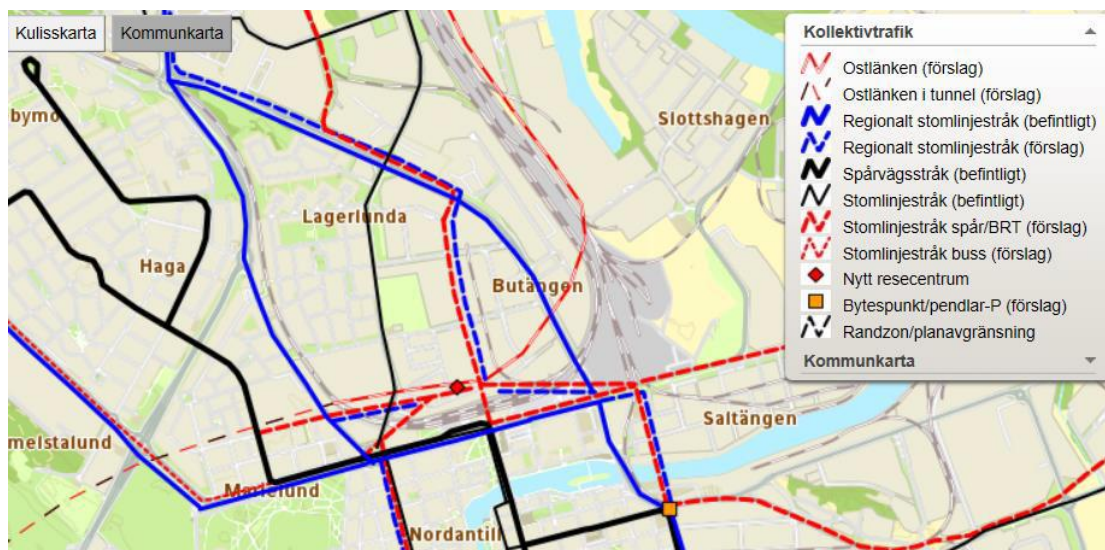 Kulisskarta
Kommunkarta
Kollektivtrafik
Ostlänken (förslag)
Ostlänken i tunnel (förslag)
Regionalt stomlinjestråk (befintligt)
Regionalt stomlinjestråk (förslag)
Spårvägsstråk (befintligt)
Stomlinjestråk (befintligt)
Stomlinjestråk spår/BRT (förslag)
Stomlinjestråk buss (förslag)
Nytt resecentrum
Bytespunkt/pendlar-P (förslag)
Randzon/planavgränsning
Kommunkarta
bymo
Slottshagen
Lagerlunda
Haga
Butängen
Saltängen
melstalund
Marielund
Nordantill